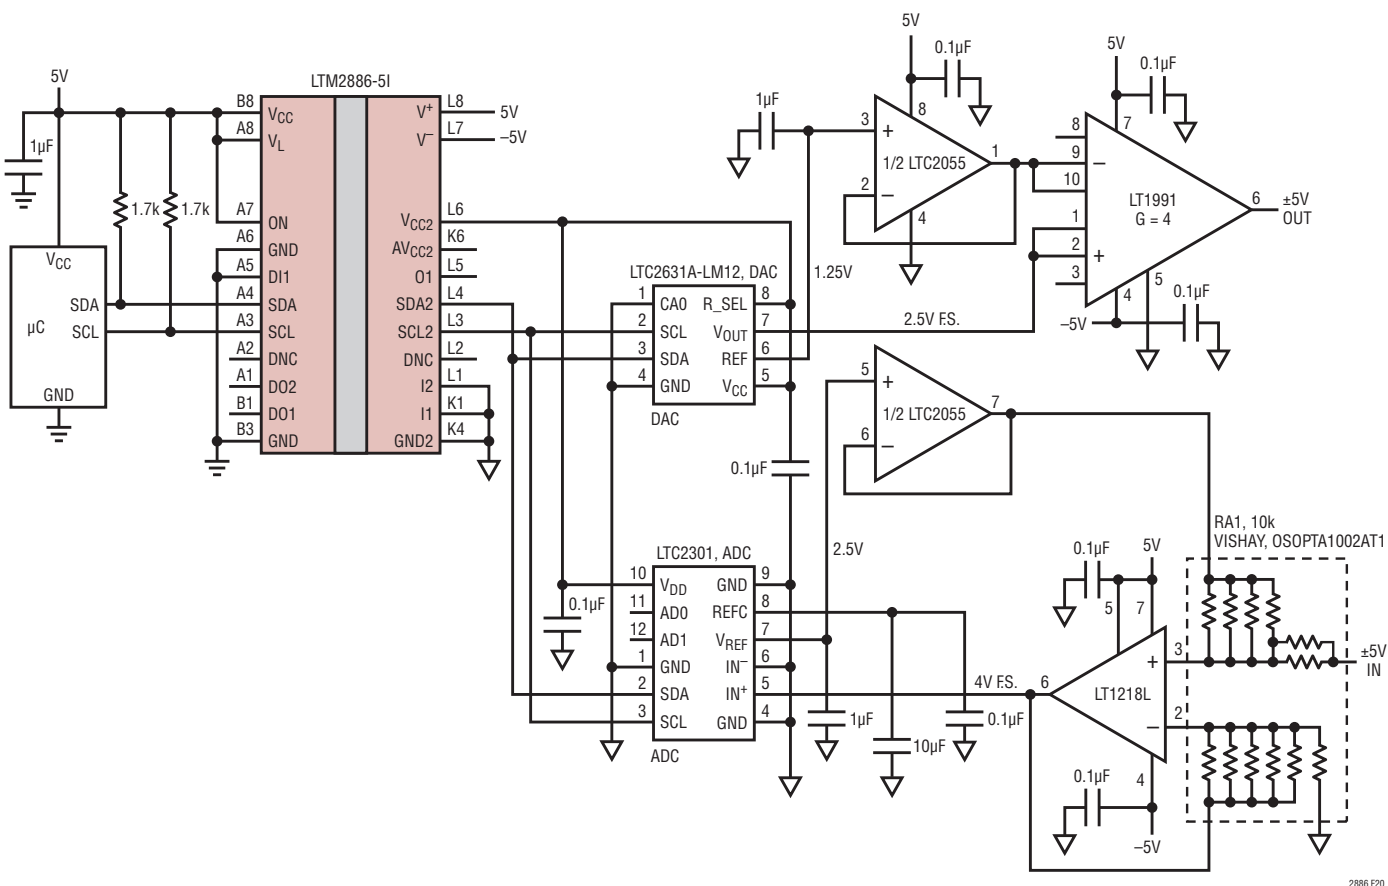 5V
1µF
1.7k
1.7k
VCC
SDA
SCL
µC
GND
LTM2886-5I
B8
VCC
A8
VL
A7
ON
A6
GND
A5
DI1
A4
SDA
A3
SCL
A2
DNC
A1
DO2
B1
DO1
B3
GND
L8
V+
5V
L7
V−
−5V
L6
VCC2
K6
AVCC2
L5
O1
L4
SDA2
L3
SCL2
L2
DNC
L1
I2
K1
I1
K4
GND2
LTC2631A-LM12, DAC
1
CA0
R_SEL
8
2
SCL
VOUT
7
3
SDA
REF
6
4
GND
VCC
5
DAC
0.1µF
LTC2301, ADC
10
VDD
GND
9
11
AD0
REFC
8
12
AD1
VREF
7
1
GND
IN−
6
2
SDA
IN+
5
3
SCL
GND
4
ADC
0.1µF
1µF
10µF
0.1µF
1µF
5V
0.1µF
8
3
+
1/2 LTC2055
1
2
−
4
1.25V
2.5V F.S.
5V
0.1µF
7
8
9
−
10
LT1991
G = 4
1
2
+
3
6
±5V
OUT
4
5
−5V
0.1µF
5
+
1/2 LTC2055
7
6
−
2.5V
4V F.S.
RA1, 10k
VISHAY, OSOPTA1002AT1
0.1µF
5V
5
7
+
3
LT1218L
6
−
2
4
0.1µF
−5V
±5V
IN
2886 F20